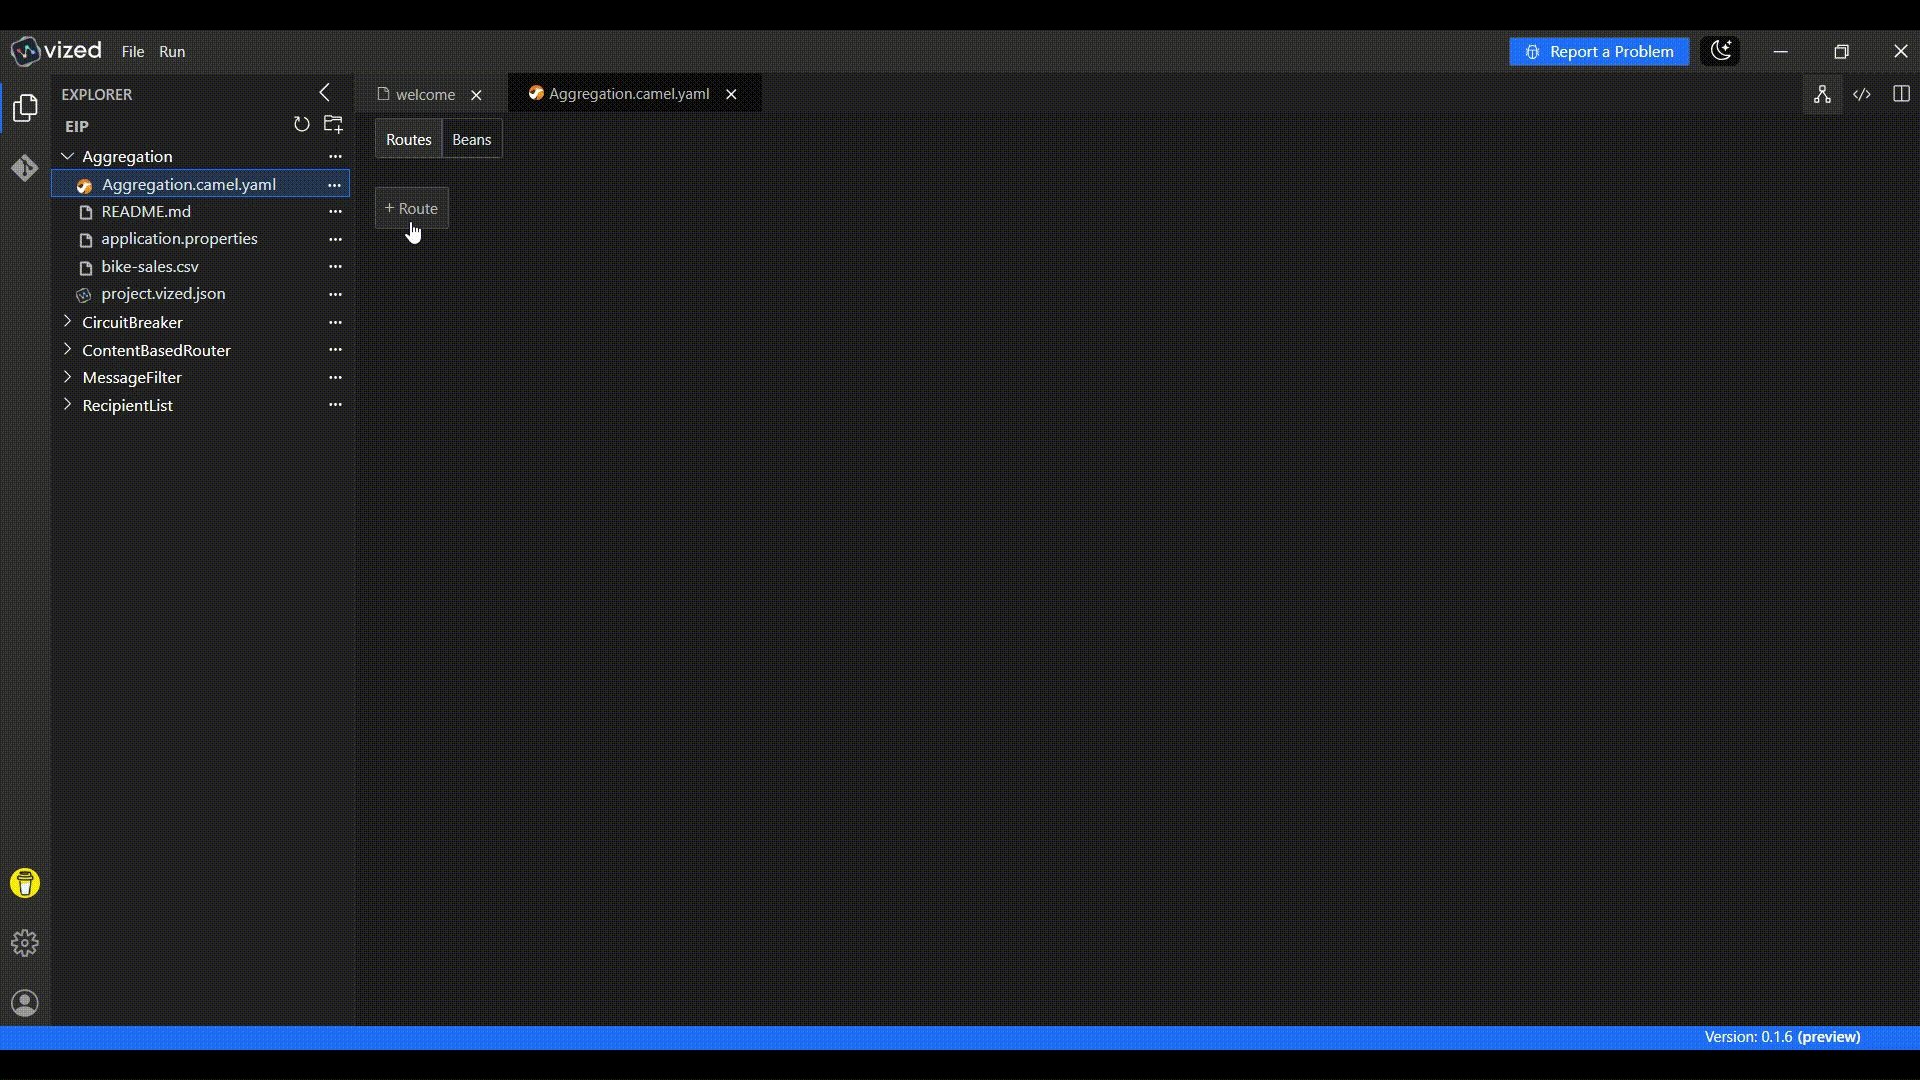 vized File Run Report a Problem
EXPLORER welcome Aggregation.camel.yaml
EIP
Routes Beans
Aggregation
Aggregation.camel.yaml
+ Route
README.md
application.properties
bike-sales.csv
project.vized.json
CircuitBreaker
ContentBasedRouter
MessageFilter
RecipientList
Version: 0.1.6 (preview)